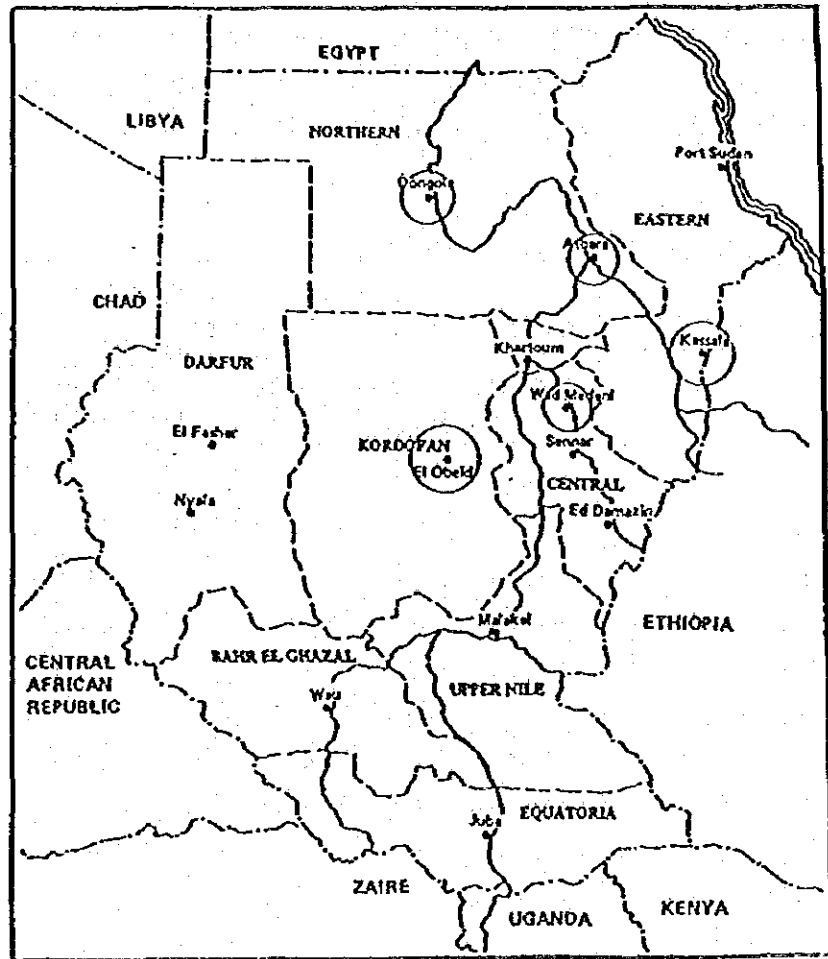 EGYPT
LIBYA
NORTHERN
Port Sudan
Dongola
EASTERN
Atbara
CHAD
Khartoum
Kassala
DARFUR
Wad Medani
El Fasher
KORDOFAN
Sennar
El Obeid
CENTRAL
Nyala
Ed Damazin
Malakal
ETHIOPIA
BAHR EL GHAZAL
CENTRAL
AFRICAN
REPUBLIC
UPPER NILE
Wau
EQUATORIA
Juba
ZAIRE
UGANDA
KENYA